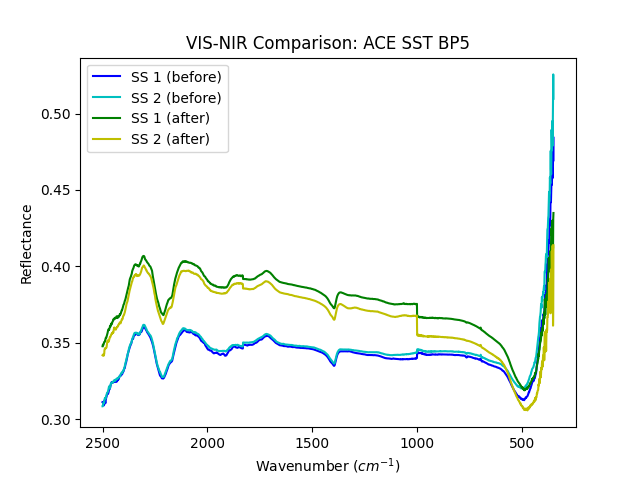 VIS-NIR Comparison: ACE SST BP5
SS 1 (before)
SS 2 (before)
SS 1 (after)
SS 2 (after)
Reflectance
0.50
0.45
0.40
0.35
0.30
2500 2000 1500 1000 500
Wavenumber (cm⁻¹)